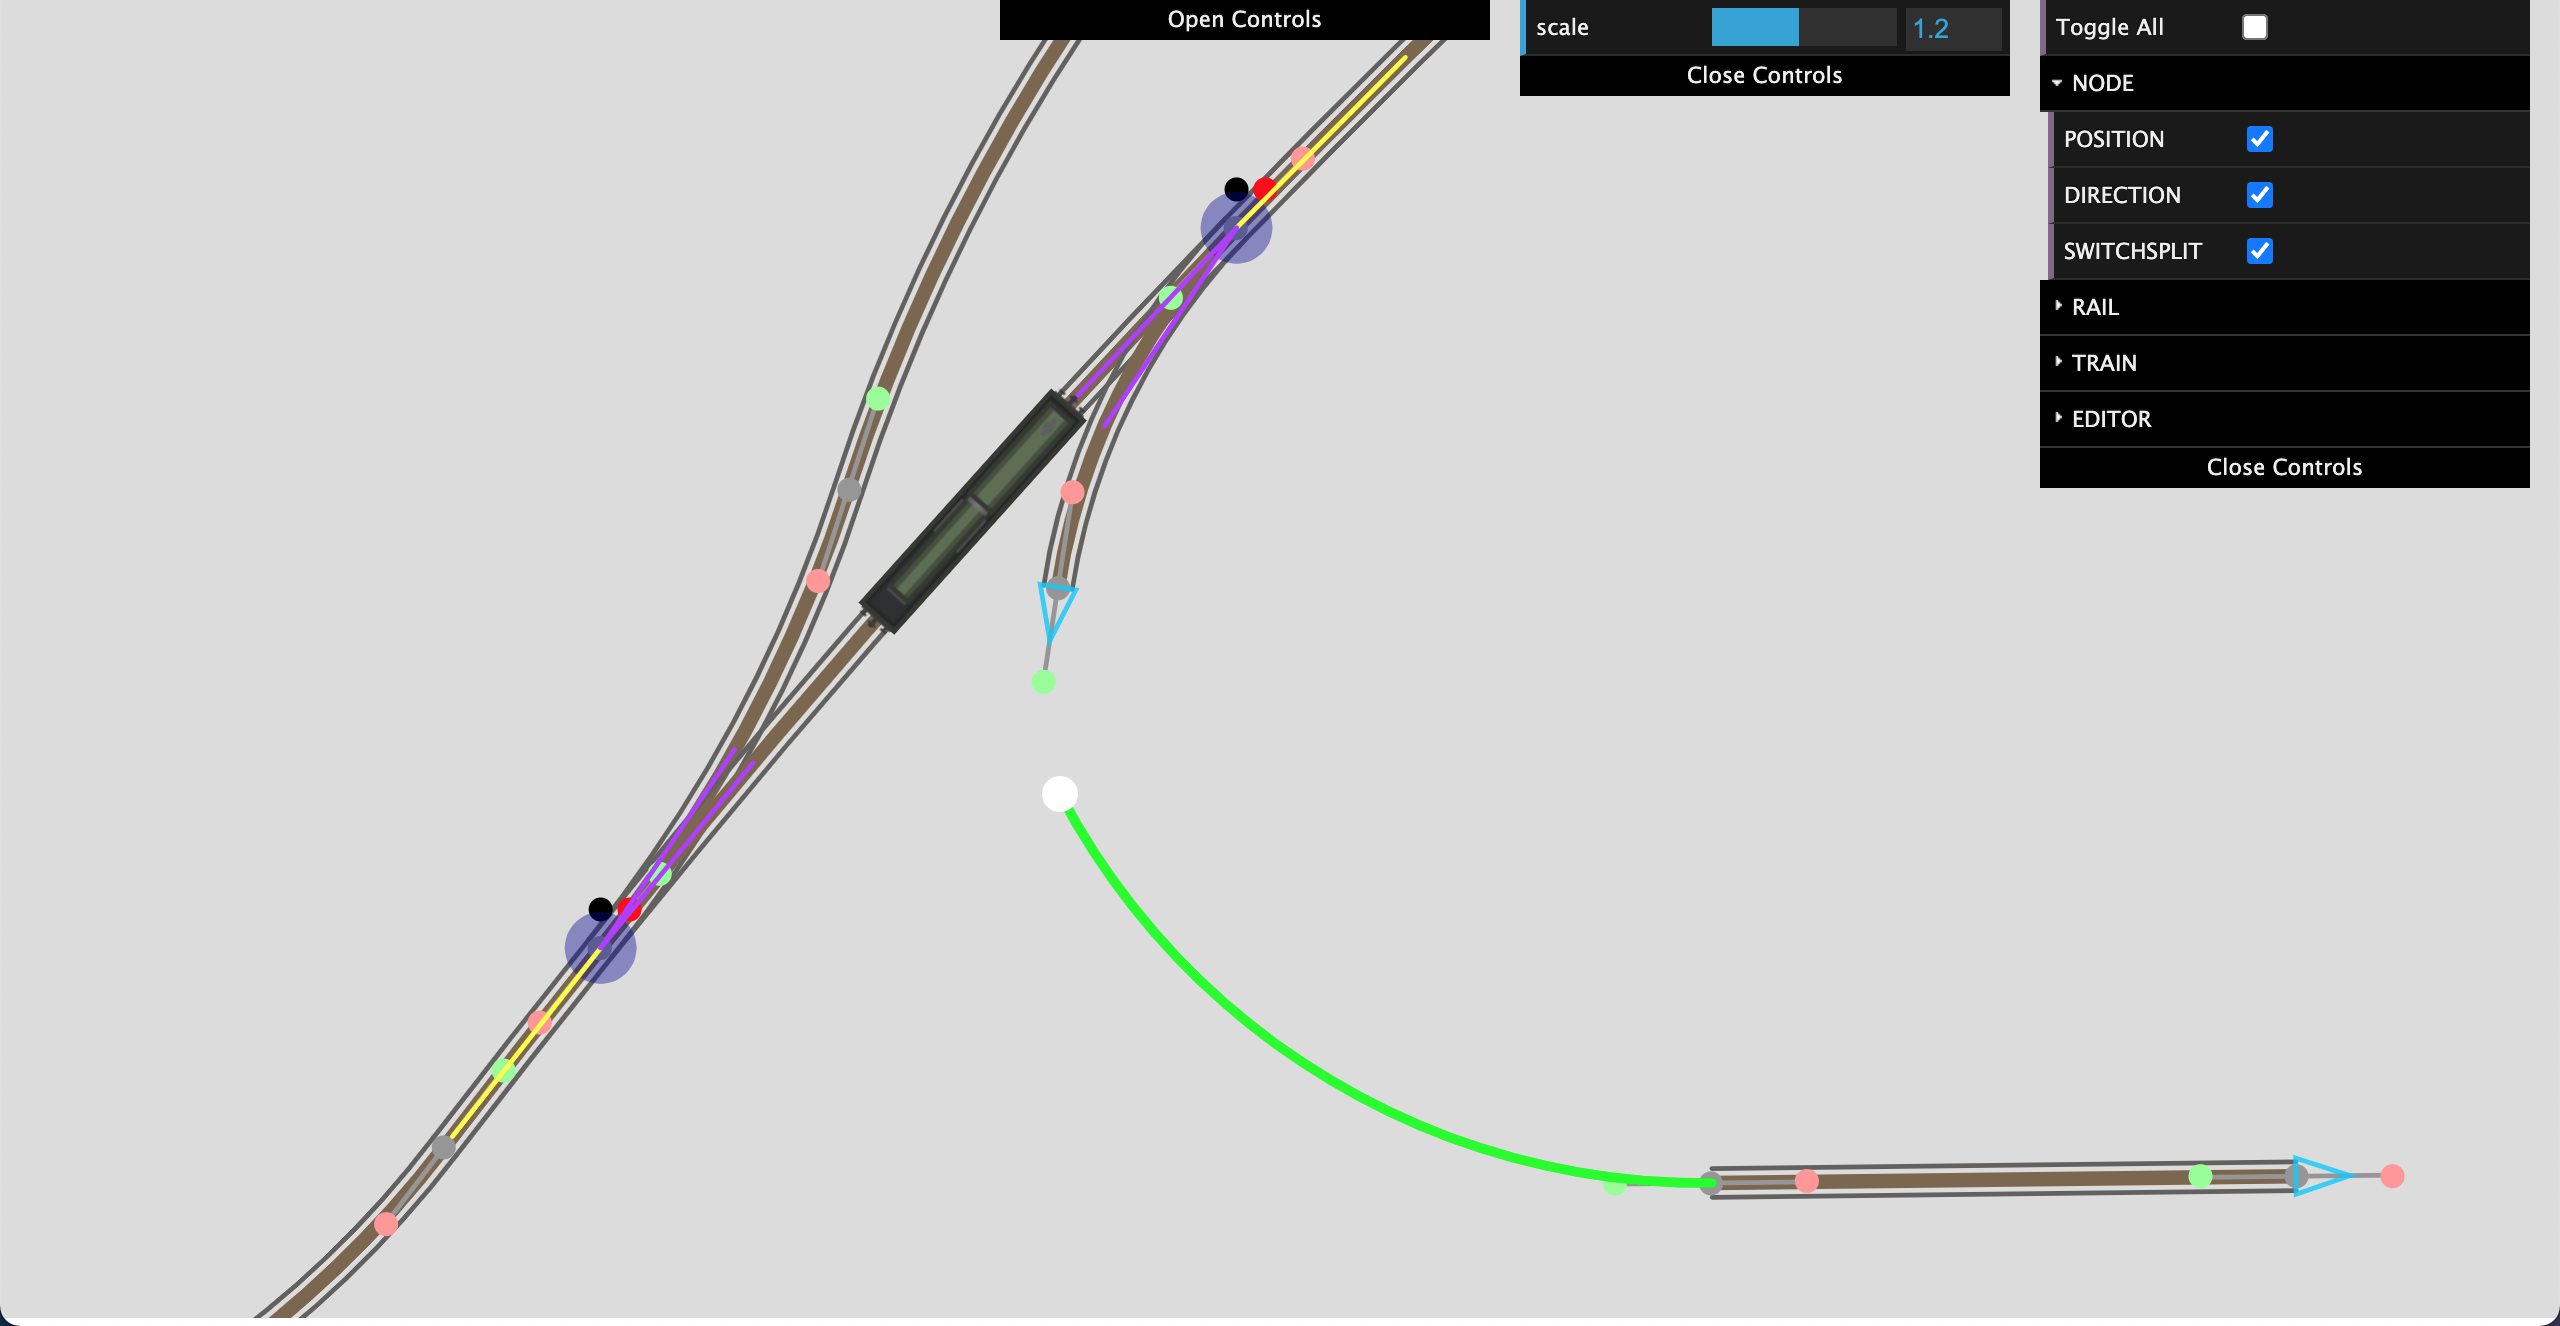 Open Controls
scale 1.2
Close Controls
Toggle All
NODE
POSITION
DIRECTION
SWITCHSPLIT
RAIL
TRAIN
EDITOR
Close Controls